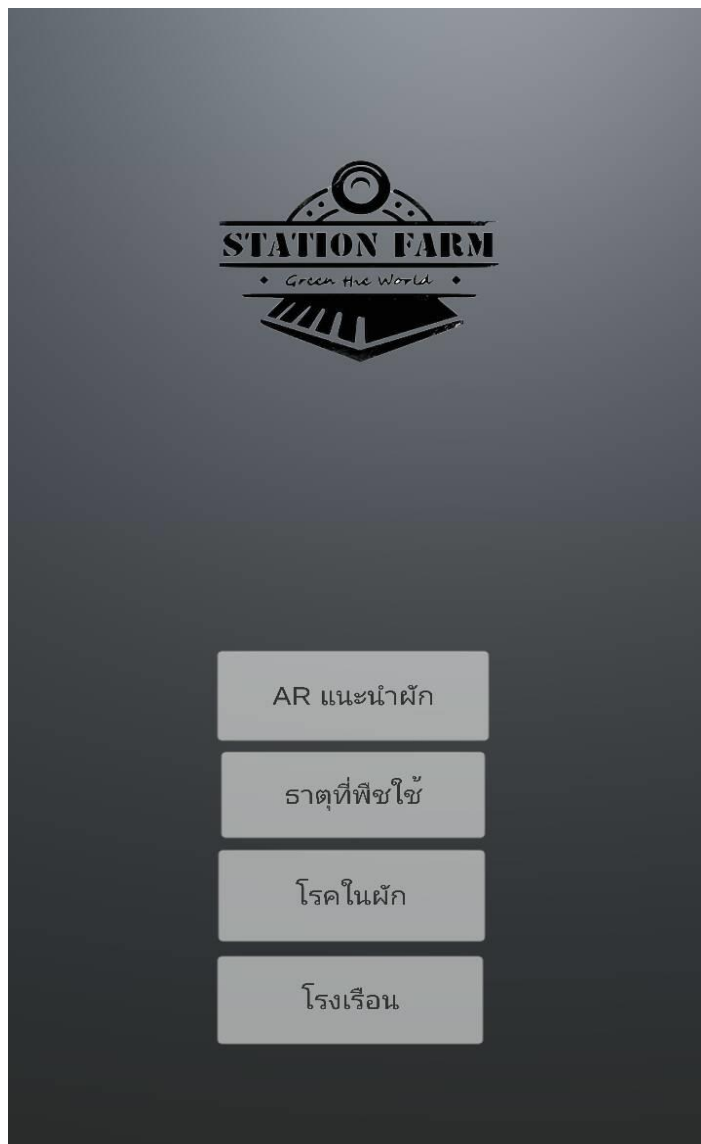 STATION FARM
Green the World
AR แนะนำผัก
ธาตุที่พืชใช้
โรคในผัก
โรงเรือน